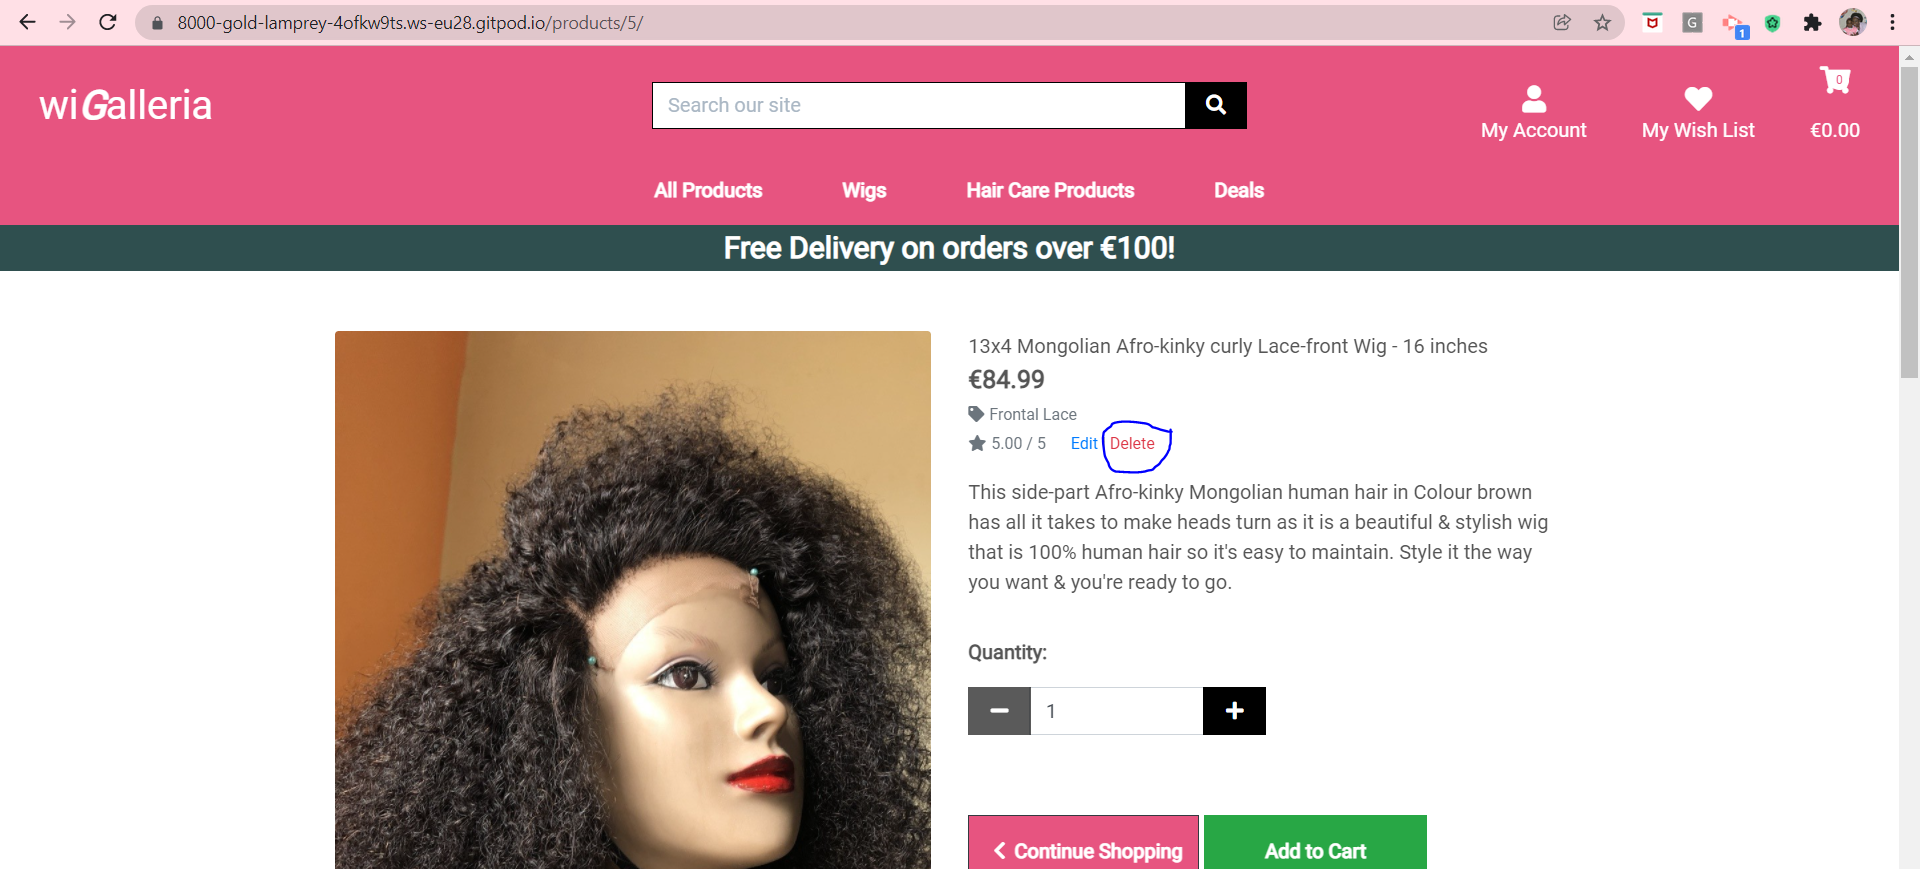 8000-gold-lamprey-4ofkw9ts.ws-eu28.gitpod.io/products/5/
G
1
wiGalleria
Search our site
My Account
My Wish List
0
€0.00
All Products
Wigs
Hair Care Products
Deals
Free Delivery on orders over €100!
13x4 Mongolian Afro-kinky curly Lace-front Wig - 16 inches
€84.99
Frontal Lace
5.00 / 5 Edit Delete
This side-part Afro-kinky Mongolian human hair in Colour brown
has all it takes to make heads turn as it is a beautiful & stylish wig
that is 100% human hair so it's easy to maintain. Style it the way
you want & you're ready to go.
Quantity:
1
Continue Shopping
Add to Cart